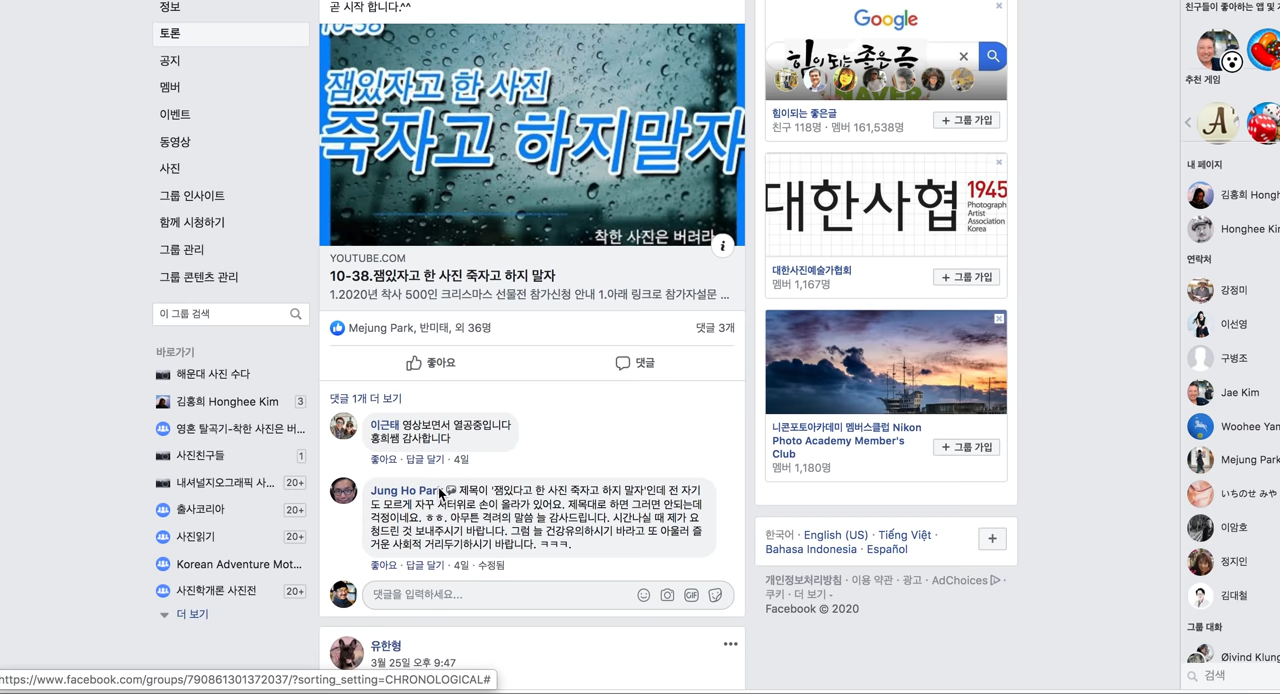 정보
토론
공지
멤버
이벤트
동영상
사진
그룹 인사이트
함께 시청하기
그룹 관리
그룹 콘텐츠 관리
이 그룹 검색
바로가기
해운대 사진 수다
김홍희 Honghee Kim 3
영혼 탈곡기-착한 사진은 버...
사진친구들 1
내셔널지오그래픽 사... 20+
출사코리아 20+
사진읽기 20+
Korean Adventure Mot...
사진학개론 사진전 20+
더 보기
곧 시작 합니다.^^
10-38
잼있자고 한 사진
죽자고 하지말자
착한 사진은 버려라
YOUTUBE.COM
10-38.잼있자고 한 사진 죽자고 하지 말자
1.2020년 착사 500인 크리스마스 선물전 참가신청 안내 1.아래 링크로 참가자설문 ...
Mejung Park, 반미태, 외 36명
댓글 3개
좋아요
댓글
댓글 1개 더 보기
이근태 영상보면서 열공중입니다
홍희쌤 감사합니다
좋아요 · 답글 달기 · 4일
Jung Ho Park 제목이 '잼있다고 한 사진 죽자고 하지 말자'인데 전 자기
도 모르게 자꾸 셔터위로 손이 올라가 있어요. 제목대로 하면 그러면 안되는데
걱정이네요. ㅎㅎ. 아무튼 격려의 말씀 늘 감사드립니다. 시간나실 때 제가 요
청드린 것 보내주시기 바랍니다. 그럼 늘 건강유의하시기 바라고 또 아울러 즐
거운 사회적 거리두기하시기 바랍니다. ㅋㅋㅋ.
좋아요 · 답글 달기 · 4일 · 수정됨
댓글을 입력하세요...
GIF
유한형
3월 25일 오후 9:47
https://www.facebook.com/groups/790861301372037/?sorting_setting=CHRONOLOGICAL#
Google
힘이 되는 좋은글
NAVER
힘이되는 좋은글
친구 118명 · 멤버 161,538명
+ 그룹 가입
대한사협 1945
Photograph
Artist
Association
Korea
대한사진예술가협회
멤버 1,167명
+ 그룹 가입
니콘포토아카데미 멤버스클럽 Nikon
Photo Academy Member's
Club
멤버 1,180명
+ 그룹 가입
한국어 · English (US) · Tiếng Việt ·
Bahasa Indonesia · Español
개인정보처리방침 · 이용 약관 · 광고 · AdChoices ·
쿠키 · 더 보기
Facebook © 2020
친구들이 좋아하는 앱 및
추천 게임
A
내 페이지
김홍희 Hongh
Honghee Kim
연락처
강정미
이선영
구병조
Jae Kim
Woohee Yan
Mejung Park
いちのせ みや
이암호
정지인
김대철
그룹 대화
Øivind Klung
검색